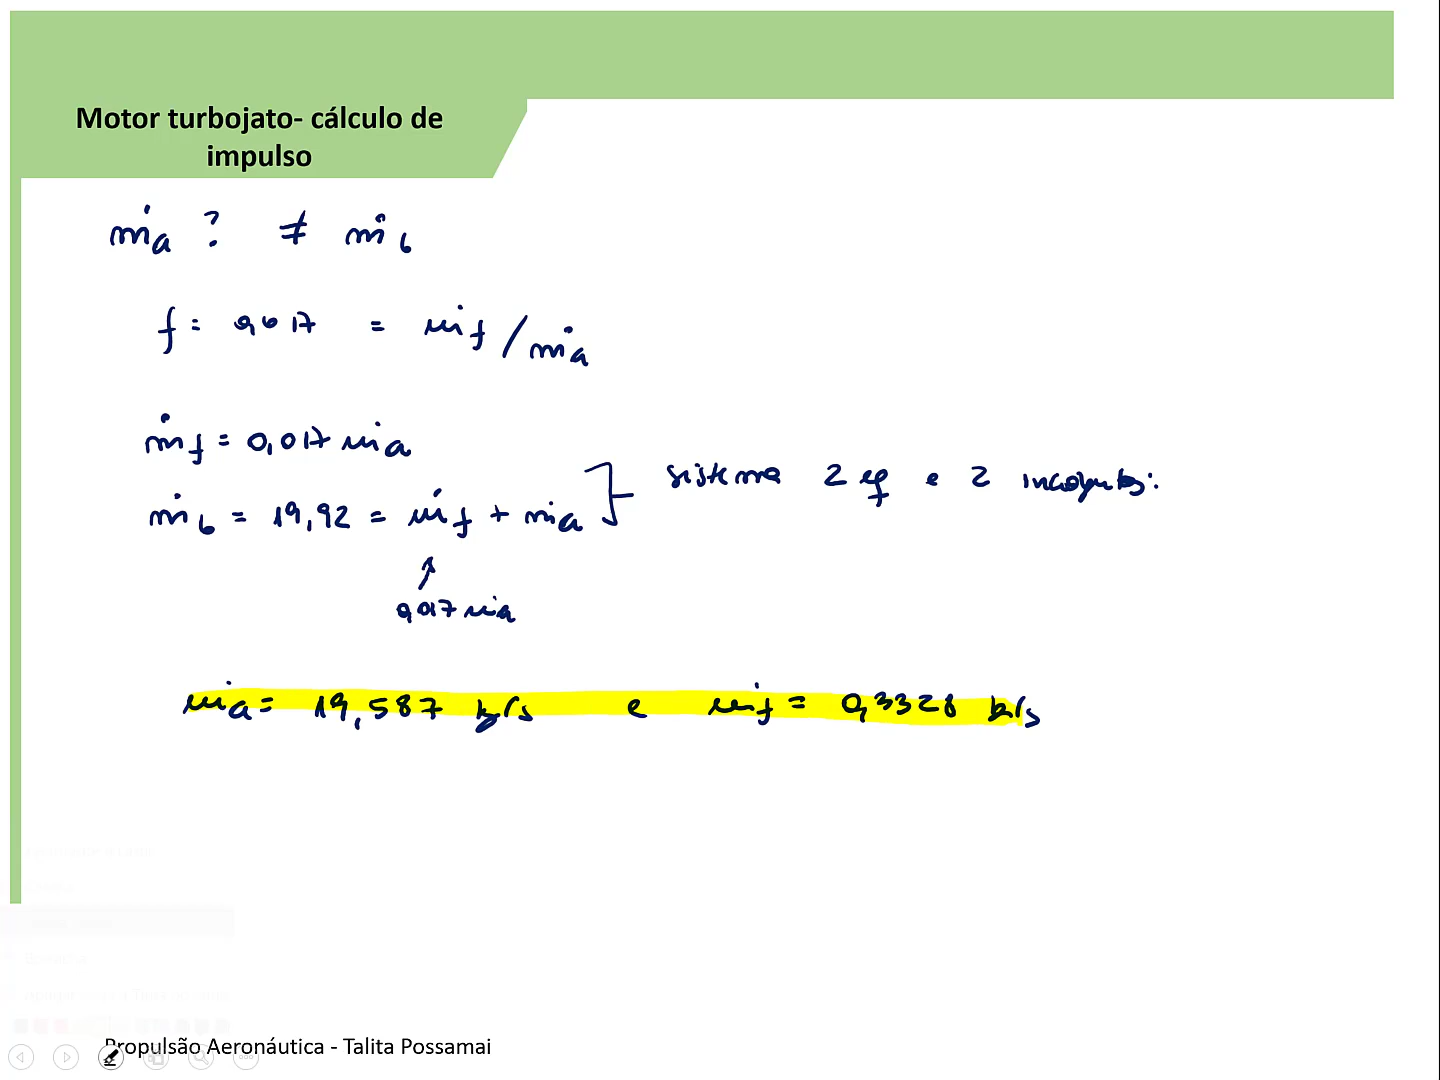 Motor turbojato- cálculo de
impulso
ṁa ? ≠ ṁ6
f = 0,017 = ṁf / ṁa
ṁf = 0,017 ṁa
ṁ6 = 19,92 = ṁf + ṁa
sistema 2 eq e 2 incógnitas:
0,017 ṁa
ṁa = 19,587 kg/s e ṁf = 0,3328 kg/s
Propulsão Aeronáutica - Talita Possamai